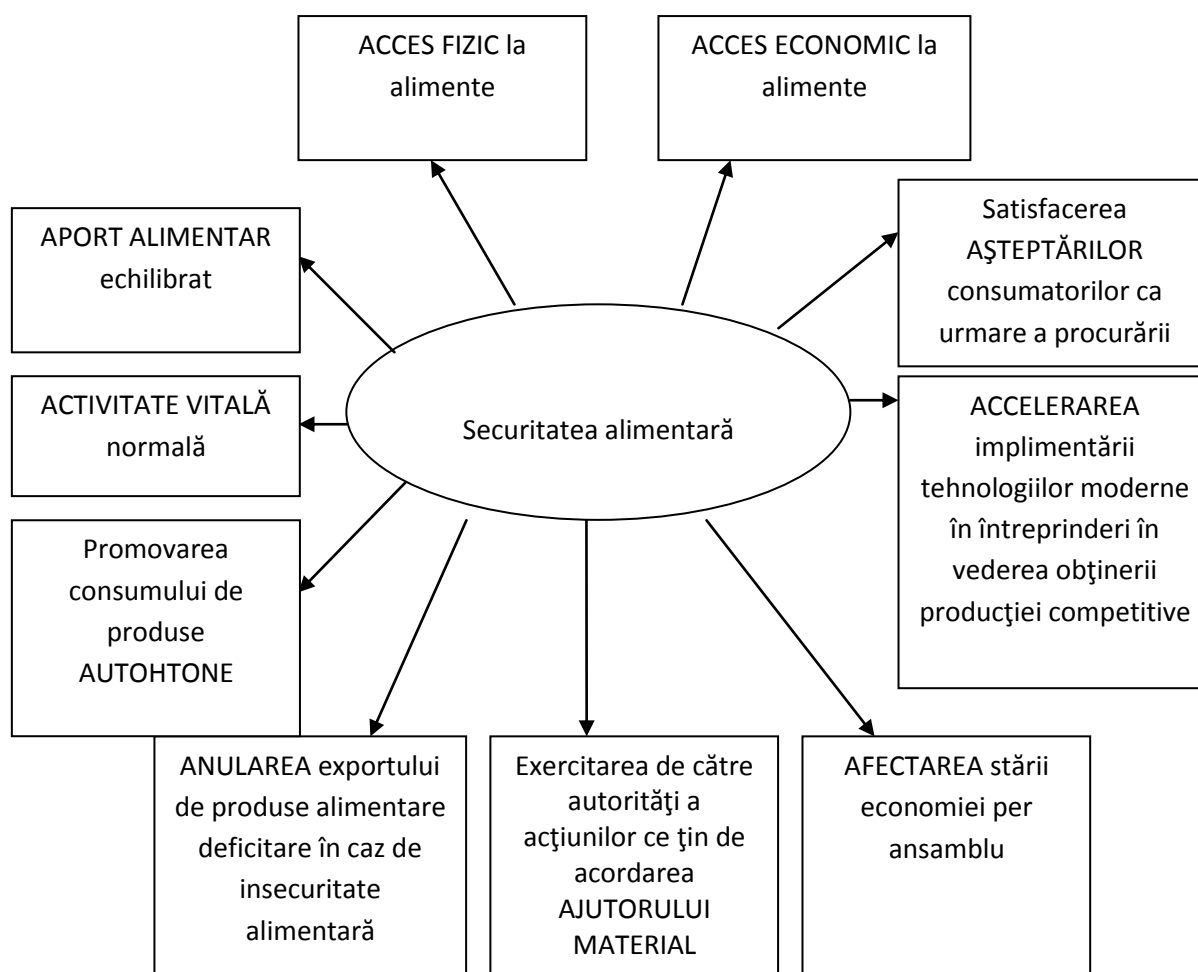 ACCES FIZIC la
alimente
ACCES ECONOMIC la
alimente
APORT ALIMENTAR
echilibrat
Satisfacerea
AŞTEPTĂRILOR
consumatorilor ca
urmare a procurării
ACTIVITATE VITALĂ
normală
Securitatea alimentară
ACCELERAREA
implimentării
tehnologiilor moderne
în întreprinderi în
vederea obţinerii
producţiei competitive
Promovarea
consumului de
produse
AUTOHTONE
ANULAREA exportului
de produse alimentare
deficitare în caz de
insecuritate
alimentară
Exercitarea de către
autorităţi a
acţiunilor ce ţin de
acordarea
AJUTORULUI
MATERIAL
AFECTAREA stării
economiei per
ansamblu